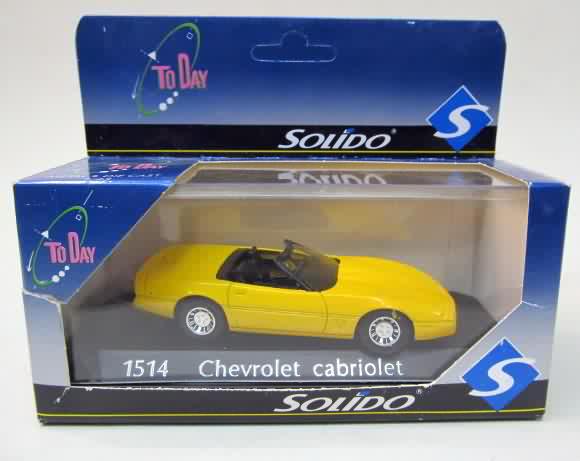 TO DAY
SOLIDO®
S
TO DAY
TO DAY
1514 Chevrolet cabriolet
SOLIDO®
S